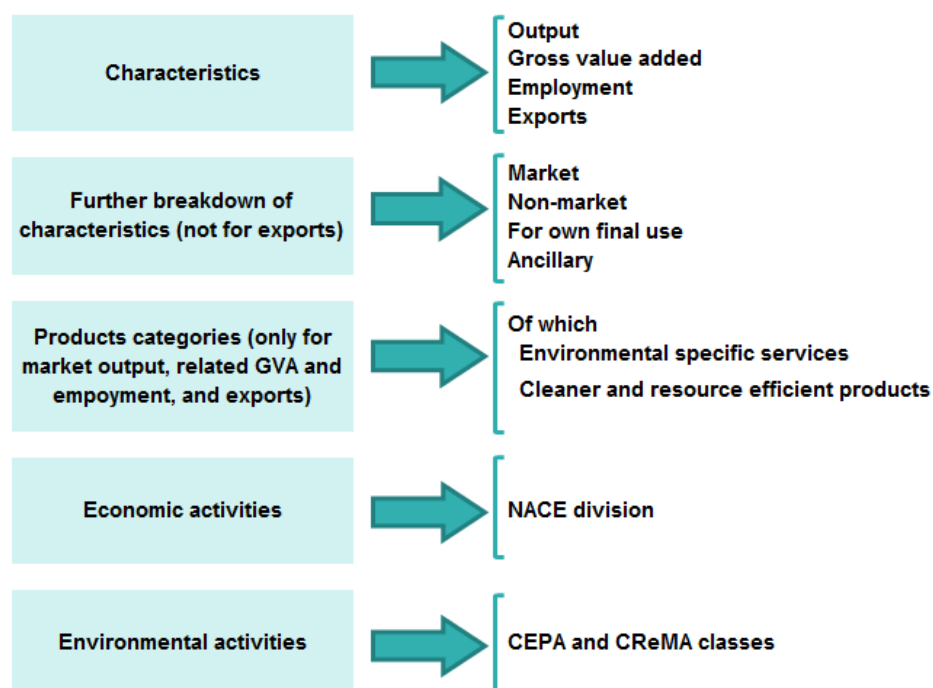 Characteristics
Output
Gross value added
Employment
Exports
Further breakdown of
characteristics (not for exports)
Market
Non-market
For own final use
Ancillary
Products categories (only for
market output, related GVA and
empoyment, and exports)
Of which
Environmental specific services
Cleaner and resource efficient products
Economic activities
NACE division
Environmental activities
CEPA and CReMA classes